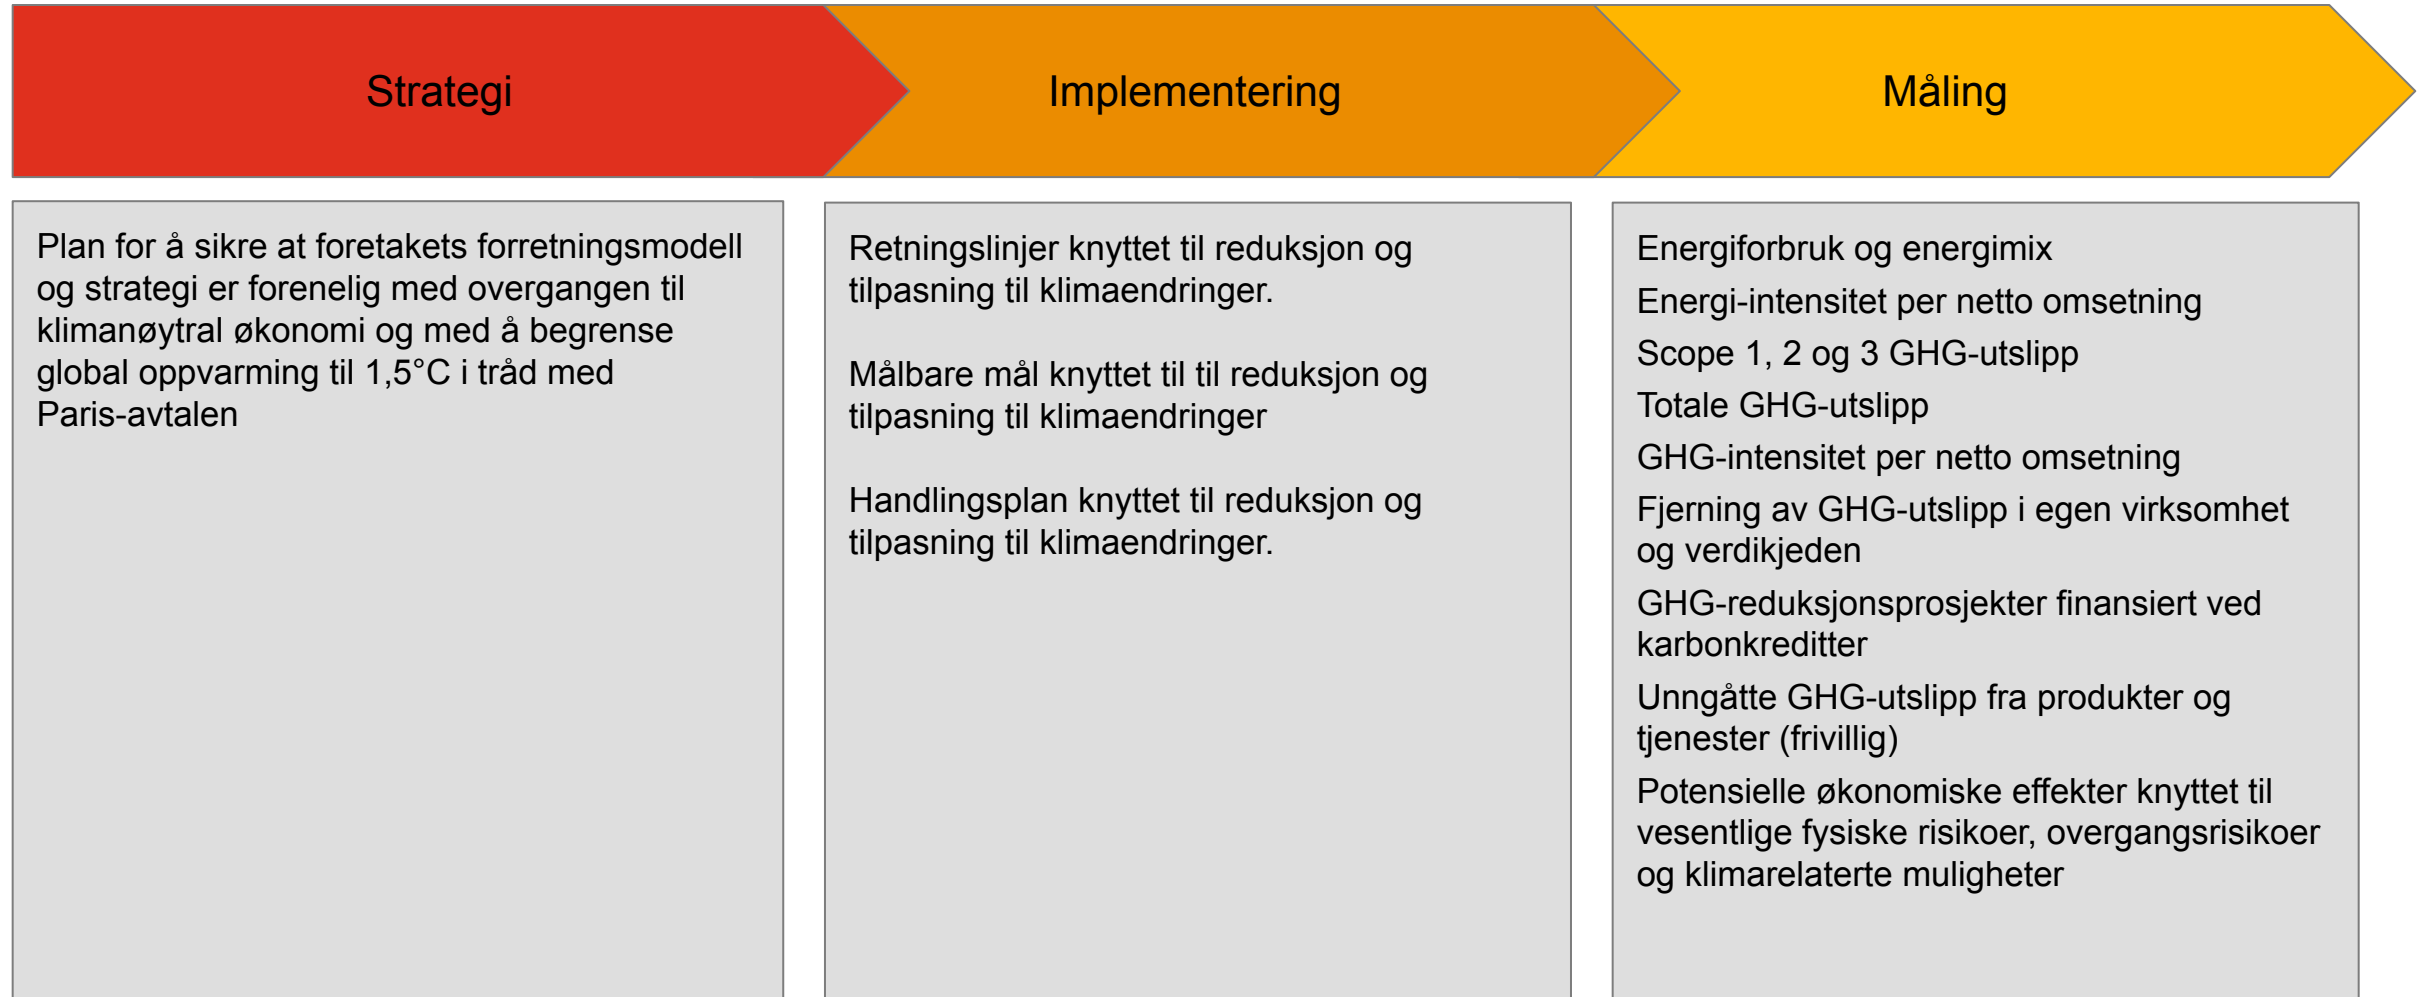 Strategi
Implementering
Måling
Plan for å sikre at foretakets forretningsmodell
og strategi er forenelig med overgangen til
klimanøytral økonomi og med å begrense
global oppvarming til 1,5°C i tråd med
Paris-avtalen
Retningslinjer knyttet til reduksjon og
tilpasning til klimaendringer.
Målbare mål knyttet til til reduksjon og
tilpasning til klimaendringer
Handlingsplan knyttet til reduksjon og
tilpasning til klimaendringer.
Energiforbruk og energimix
Energi-intensitet per netto omsetning
Scope 1, 2 og 3 GHG-utslipp
Totale GHG-utslipp
GHG-intensitet per netto omsetning
Fjerning av GHG-utslipp i egen virksomhet
og verdikjeden
GHG-reduksjonsprosjekter finansiert ved
karbonkreditter
Unngåtte GHG-utslipp fra produkter og
tjenester (frivillig)
Potensielle økonomiske effekter knyttet til
vesentlige fysiske risikoer, overgangsrisikoer
og klimarelaterte muligheter